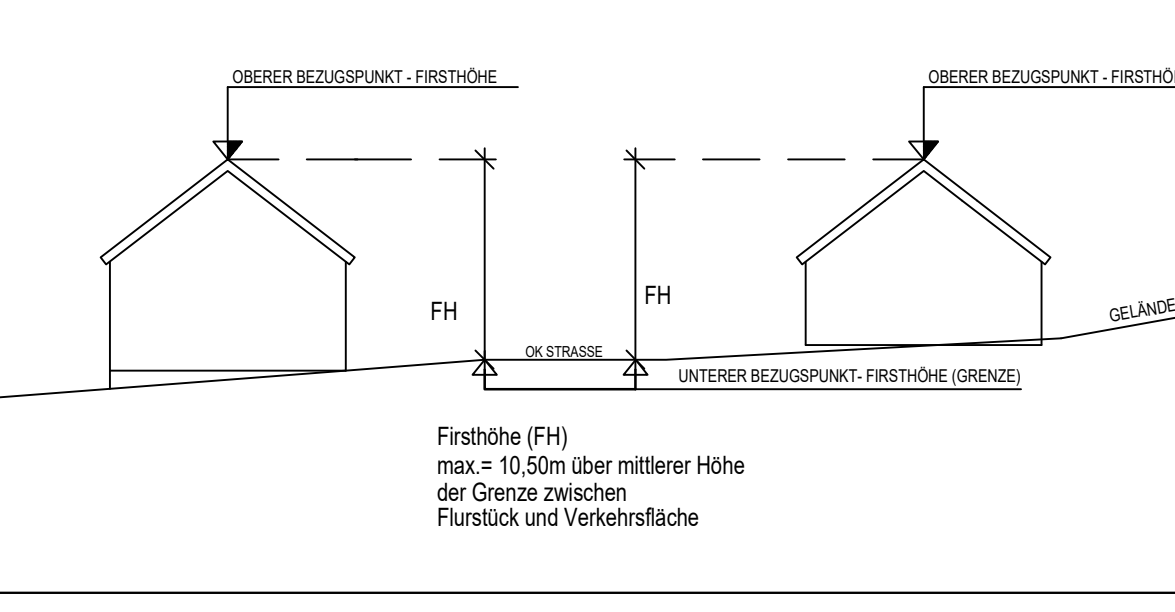 OBERER BEZUGSPUNKT - FIRSTHÖHE
OBERER BEZUGSPUNKT - FIRSTHÖ
FH
FH
GELÄNDE
OK STRASSE
UNTERER BEZUGSPUNKT- FIRSTHÖHE (GRENZE)
Firsthöhe (FH)
max.= 10,50m über mittlerer Höhe
der Grenze zwischen
Flurstück und Verkehrsfläche